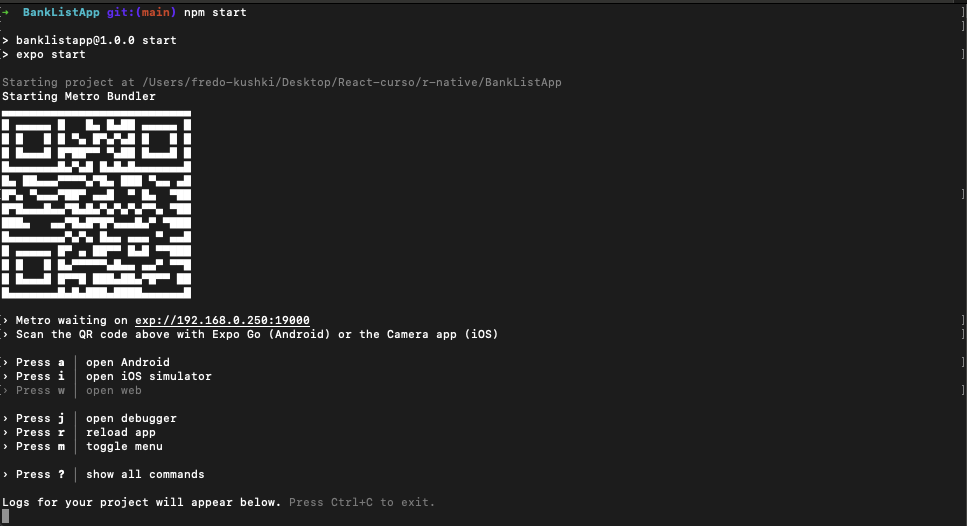 → BankListApp git:(main) npm start
> banklistapp@1.0.0 start
> expo start
Starting project at /Users/fredo-kushki/Desktop/React-curso/r-native/BankListApp
Starting Metro Bundler
› Metro waiting on exp://192.168.0.250:19000
› Scan the QR code above with Expo Go (Android) or the Camera app (iOS)
› Press a │ open Android
› Press i │ open iOS simulator
› Press w │ open web
› Press j │ open debugger
› Press r │ reload app
› Press m │ toggle menu
› Press ? │ show all commands
Logs for your project will appear below. Press Ctrl+C to exit.